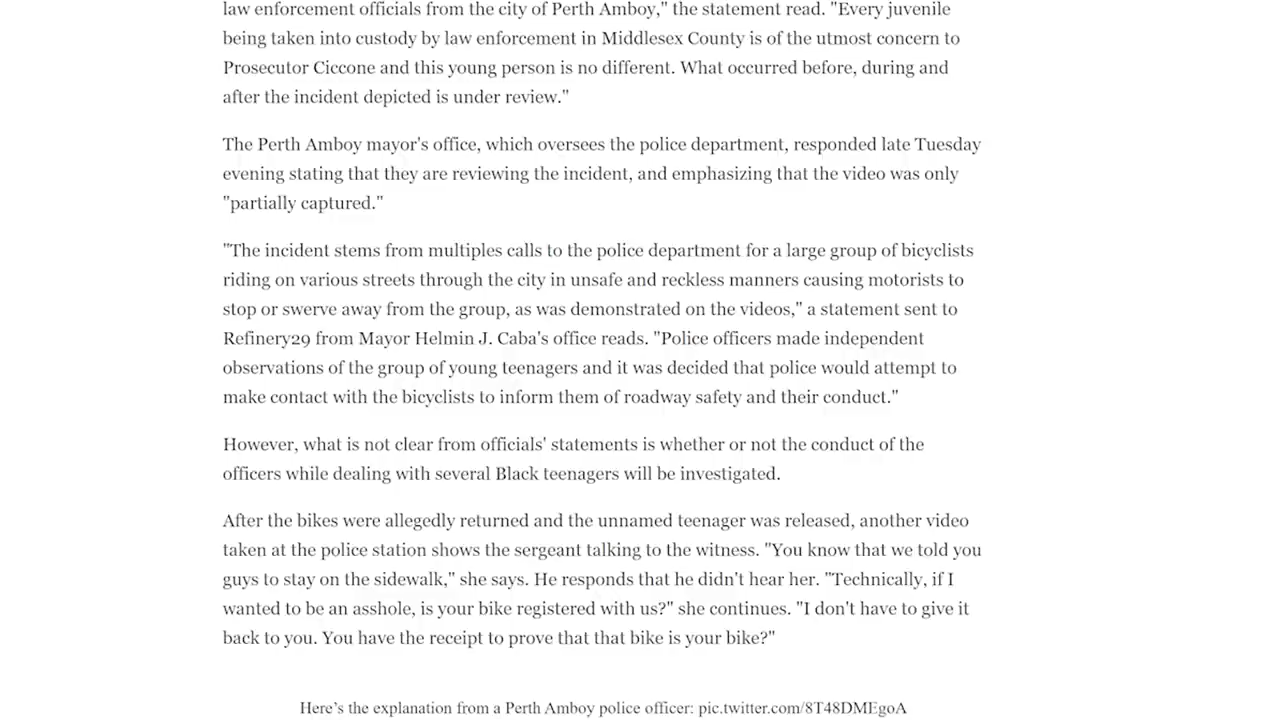 law enforcement officials from the city of Perth Amboy," the statement read. "Every juvenile
being taken into custody by law enforcement in Middlesex County is of the utmost concern to
Prosecutor Ciccone and this young person is no different. What occurred before, during and
after the incident depicted is under review."
The Perth Amboy mayor's office, which oversees the police department, responded late Tuesday
evening stating that they are reviewing the incident, and emphasizing that the video was only
"partially captured."
"The incident stems from multiples calls to the police department for a large group of bicyclists
riding on various streets through the city in unsafe and reckless manners causing motorists to
stop or swerve away from the group, as was demonstrated on the videos," a statement sent to
Refinery29 from Mayor Helmin J. Caba's office reads. "Police officers made independent
observations of the group of young teenagers and it was decided that police would attempt to
make contact with the bicyclists to inform them of roadway safety and their conduct."
However, what is not clear from officials' statements is whether or not the conduct of the
officers while dealing with several Black teenagers will be investigated.
After the bikes were allegedly returned and the unnamed teenager was released, another video
taken at the police station shows the sergeant talking to the witness. "You know that we told you
guys to stay on the sidewalk," she says. He responds that he didn't hear her. "Technically, if I
wanted to be an asshole, is your bike registered with us?" she continues. "I don't have to give it
back to you. You have the receipt to prove that that bike is your bike?"
Here's the explanation from a Perth Amboy police officer: pic.twitter.com/8T48DMEgoA